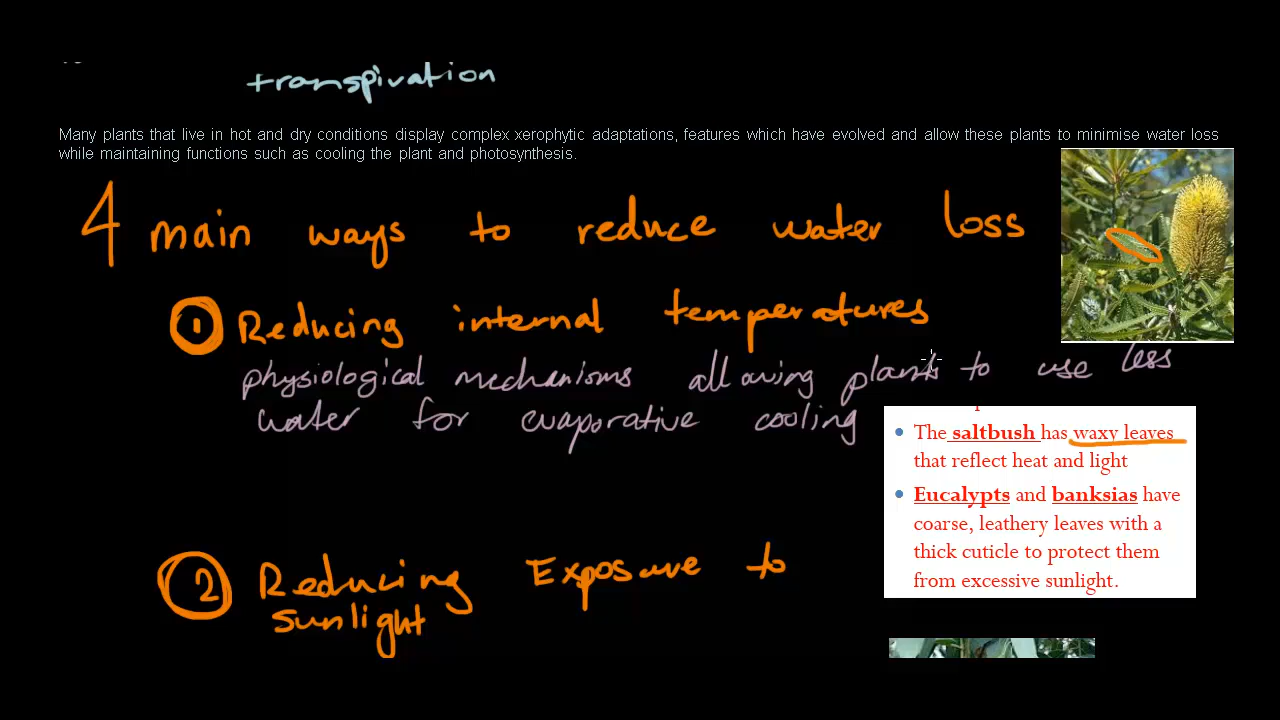 transpiration
Many plants that live in hot and dry conditions display complex xerophytic adaptations, features which have evolved and allow these plants to minimise water loss
while maintaining functions such as cooling the plant and photosynthesis.
4 main ways to reduce water loss
1 Reducing internal temperatures
physiological mechanisms allowing plants to use less
water for evaporative cooling
• The saltbush has waxy leaves
that reflect heat and light
• Eucalypts and banksias have
coarse, leathery leaves with a
thick cuticle to protect them
from excessive sunlight.
2 Reducing Exposure to
sunlight